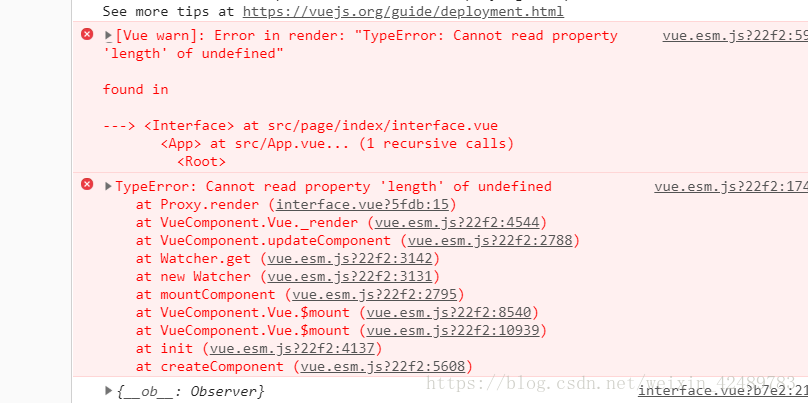 See more tips at https://vuejs.org/guide/deployment.html
[Vue warn]: Error in render: "TypeError: Cannot read property vue.esm.js?22f2:59
'length' of undefined"
found in
---> <Interface> at src/page/index/interface.vue
<App> at src/App.vue... (1 recursive calls)
<Root>
TypeError: Cannot read property 'length' of undefined vue.esm.js?22f2:174
at Proxy.render (interface.vue?5fdb:15)
at VueComponent.Vue._render (vue.esm.js?22f2:4544)
at VueComponent.updateComponent (vue.esm.js?22f2:2788)
at Watcher.get (vue.esm.js?22f2:3142)
at new Watcher (vue.esm.js?22f2:3131)
at mountComponent (vue.esm.js?22f2:2795)
at VueComponent.Vue.$mount (vue.esm.js?22f2:8540)
at VueComponent.Vue.$mount (vue.esm.js?22f2:10939)
at init (vue.esm.js?22f2:4137)
at createComponent (vue.esm.js?22f2:5608)
https://blog.csdn.net/weixin_42489783
{__ob__: Observer} interface.vue?b7e2:21